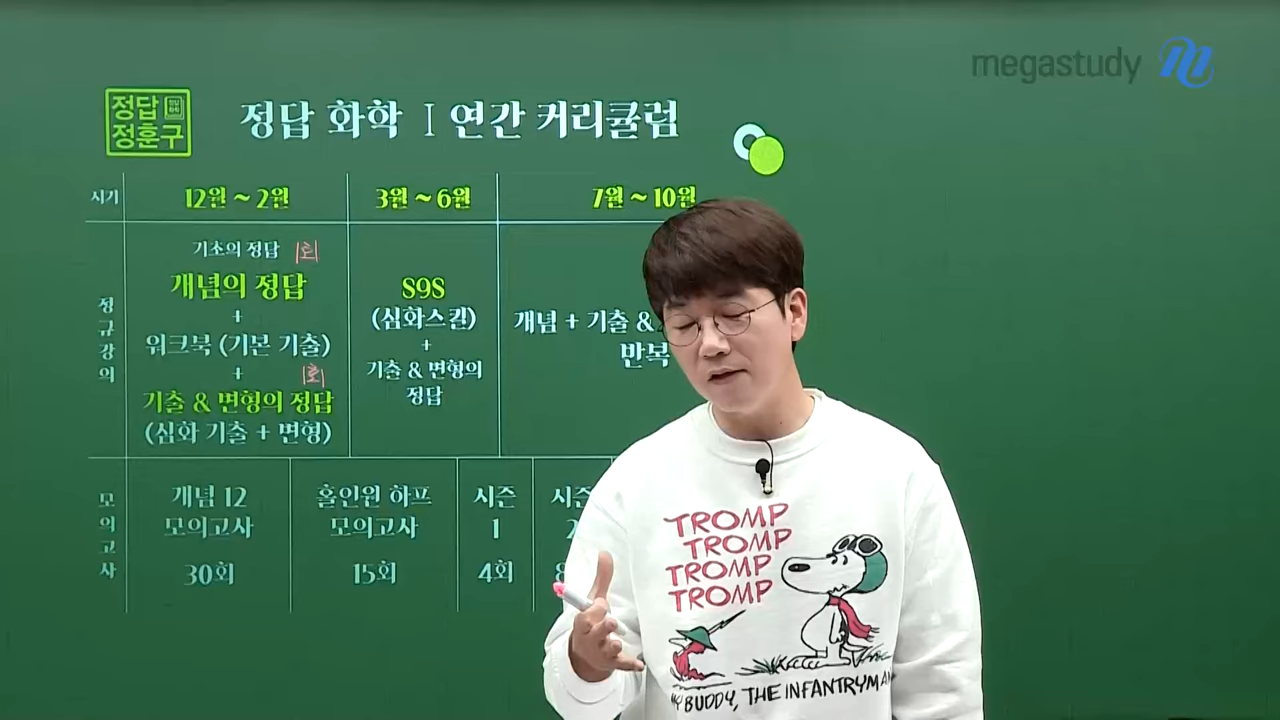 megastudy
정답
정훈구
정답 화학 I 연간 커리큘럼
시기
12월 ~ 2월
3월 ~ 6월
7월 ~ 10월
정규강의
기초의 정답 1회
개념의 정답
+
워크북 (기본 기출)
+
1회
기출 & 변형의 정답
(심화 기출 + 변형)
S9S
(심화스킬)
+
기출 & 변형의
정답
개념 + 기출 &
반복
모의고사
개념 12
모의고사
30회
홀인원 하프
모의고사
15회
시즌
1
4회
시즌
2
8
TROMP
TROMP
TROMP
TROMP
MY BUDDY, THE INFANTRYMAN